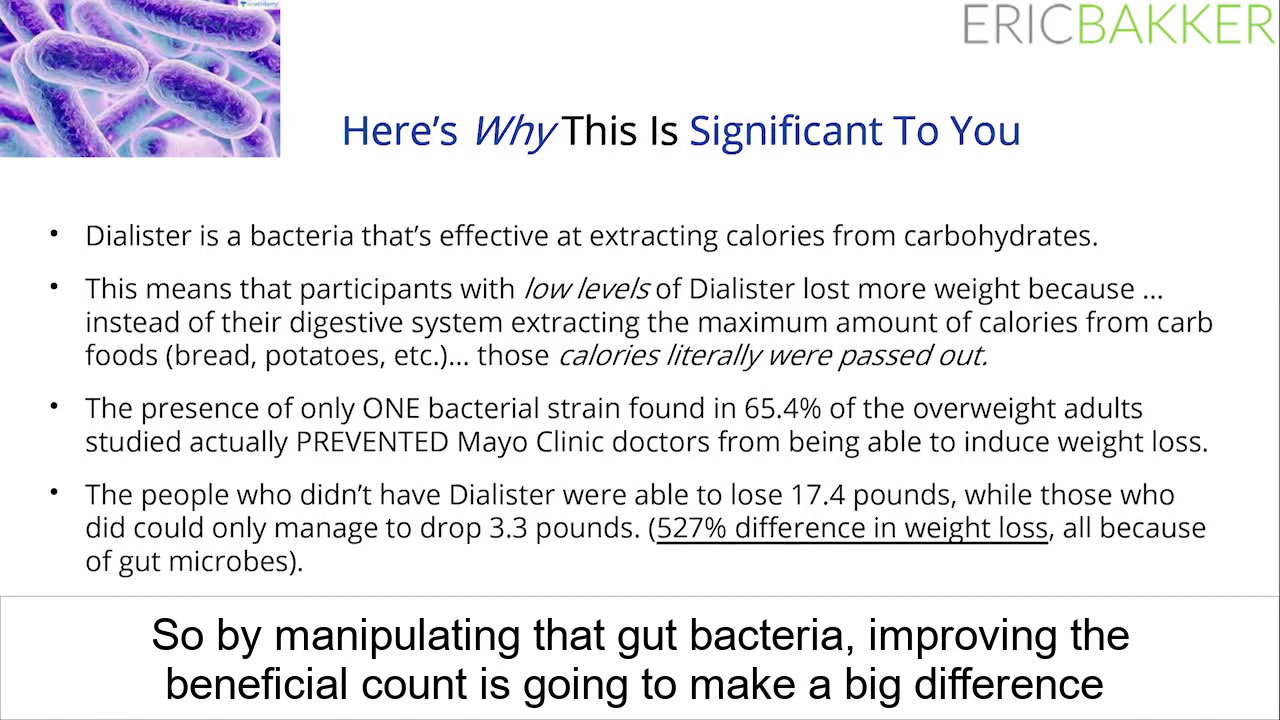 ERICBAKKER
Here's Why This Is Significant To You
• Dialister is a bacteria that's effective at extracting calories from carbohydrates.
• This means that participants with low levels of Dialister lost more weight because ...
instead of their digestive system extracting the maximum amount of calories from carb
foods (bread, potatoes, etc.)... those calories literally were passed out.
• The presence of only ONE bacterial strain found in 65.4% of the overweight adults
studied actually PREVENTED Mayo Clinic doctors from being able to induce weight loss.
• The people who didn't have Dialister were able to lose 17.4 pounds, while those who
did could only manage to drop 3.3 pounds. (527% difference in weight loss, all because
of gut microbes).
So by manipulating that gut bacteria, improving the
beneficial count is going to make a big difference